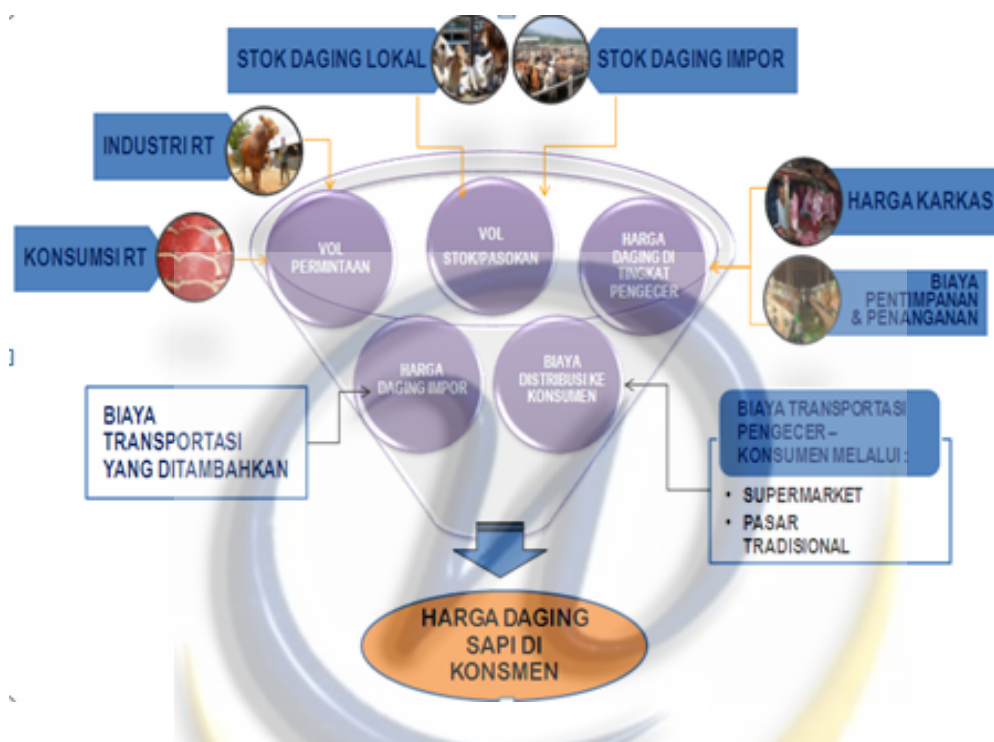 STOK DAGING LOKAL
STOK DAGING IMPOR
INDUSTRI RT
HARGA KARKAS
KONSUMSI RT
VOL
PERMINTAAN
VOL
STOK/PASOKAN
HARGA
DAGING DI
TINGKAT
PENGECER
BIAYA
PENTIMPANAN
& PENANGANAN
HARGA
DAGING IMPOR
BIAYA
DISTRIBUSI KE
KONSUMEN
BIAYA
TRANSPORTASI
YANG DITAMBAHKAN
BIAYA TRANSPORTASI
PENGECER –
KONSUMEN MELALUI :
• SUPERMARKET
• PASAR
TRADISIONAL
HARGA DAGING
SAPI DI
KONSMEN